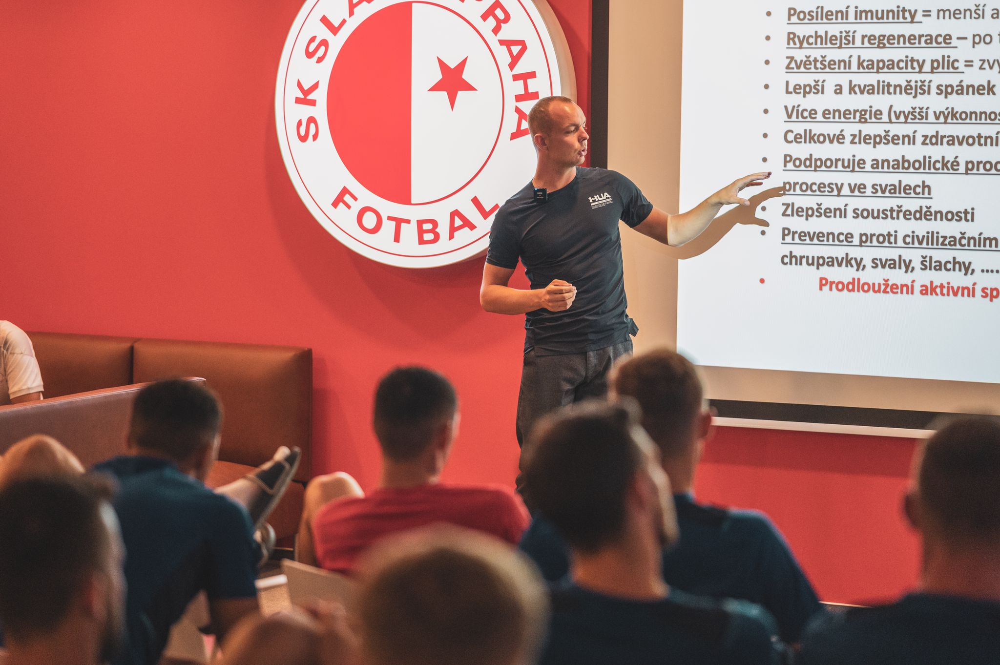 SK SLA PRAHA
FOTBAL
Posílení imunity = menší a
Rychlejší regenerace – po
Zvětšení kapacity plic = zvy
Lepší a kvalitnější spánek
Více energie (vyšší výkonnos
Celkové zlepšení zdravotní
Podporuje anabolické proc
procesy ve svalech
Zlepšení soustředěnosti
Prevence proti civilizačním
chrupavky, svaly, šlachy, ....
Prodloužení aktivní sp
UA